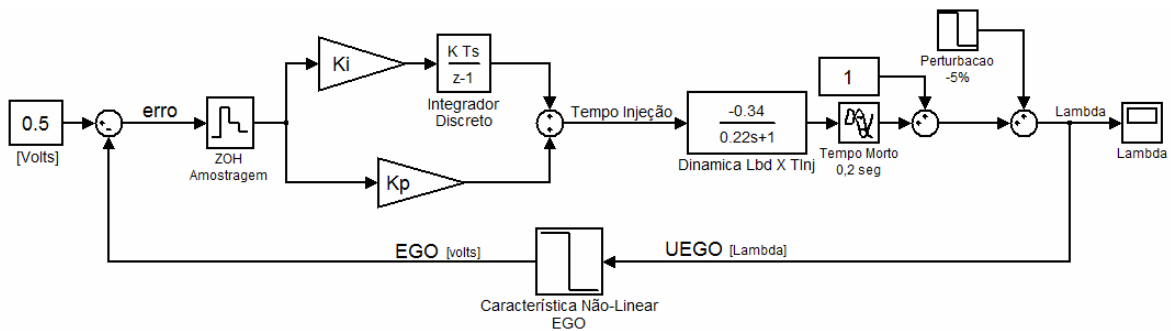 0.5
[Volts]
-
erro
ZOH
Amostragem
Ki
K Ts
z-1
Integrador
Discreto
Kp
+
+
Tempo Injeção
-0.34
0.22s+1
Dinamica Lbd X TInj
1
Tempo Morto
0,2 seg
+
+
Perturbacao
-5%
+
+
Lambda
Lambda
EGO [volts]
UEGO [Lambda]
Característica Não-Linear
EGO